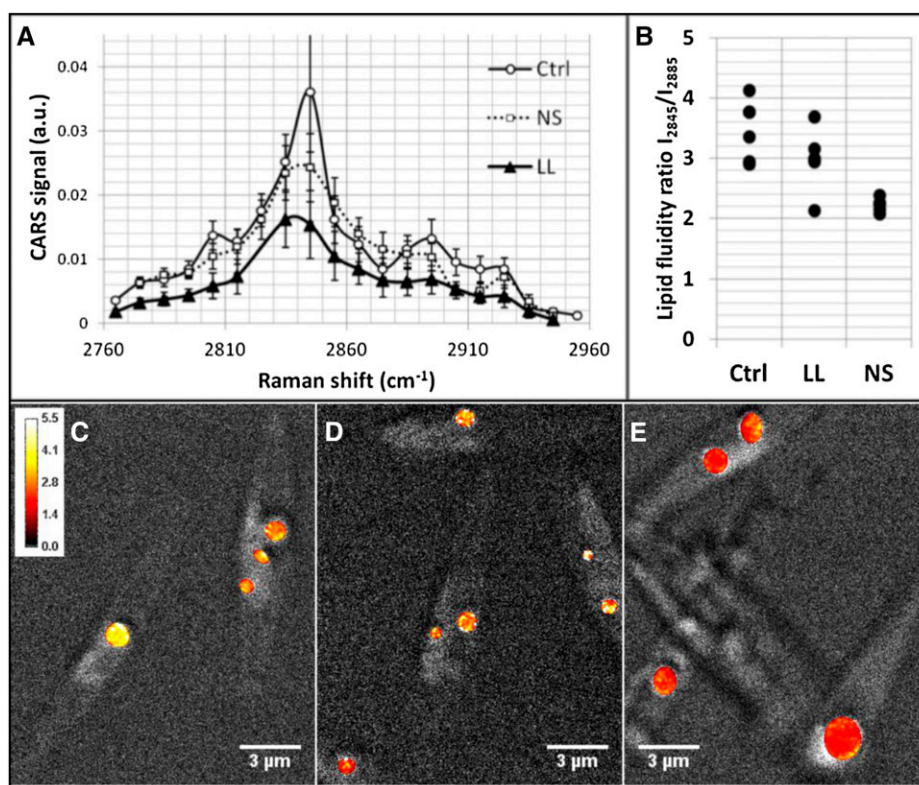 A
CARS signal (a.u.)
0.04
0.03
0.02
0.01
0
2760
2810
2860
2910
2960
Raman shift (cm⁻¹)
Ctrl
NS
LL
B
Lipid fluidity ratio I₂₈₄₅/I₂₈₈₅
5
4
3
2
1
0
Ctrl
LL
NS
C
5.5
4.1
2.8
1.4
0.0
3 µm
D
3 µm
E
3 µm